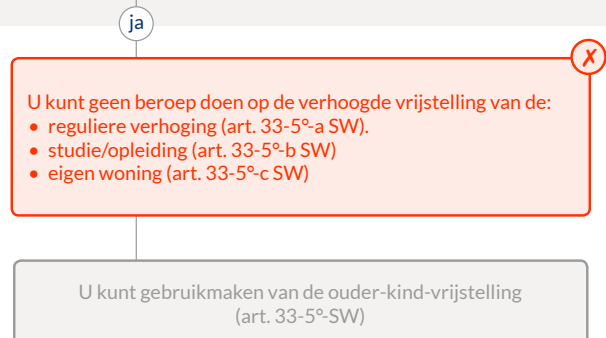 ja
✗
U kunt geen beroep doen op de verhoogde vrijstelling van de:
• reguliere verhoging (art. 33-5°-a SW).
• studie/opleiding (art. 33-5°-b SW)
• eigen woning (art. 33-5°-c SW)
U kunt gebruikmaken van de ouder-kind-vrijstelling
(art. 33-5°-SW)